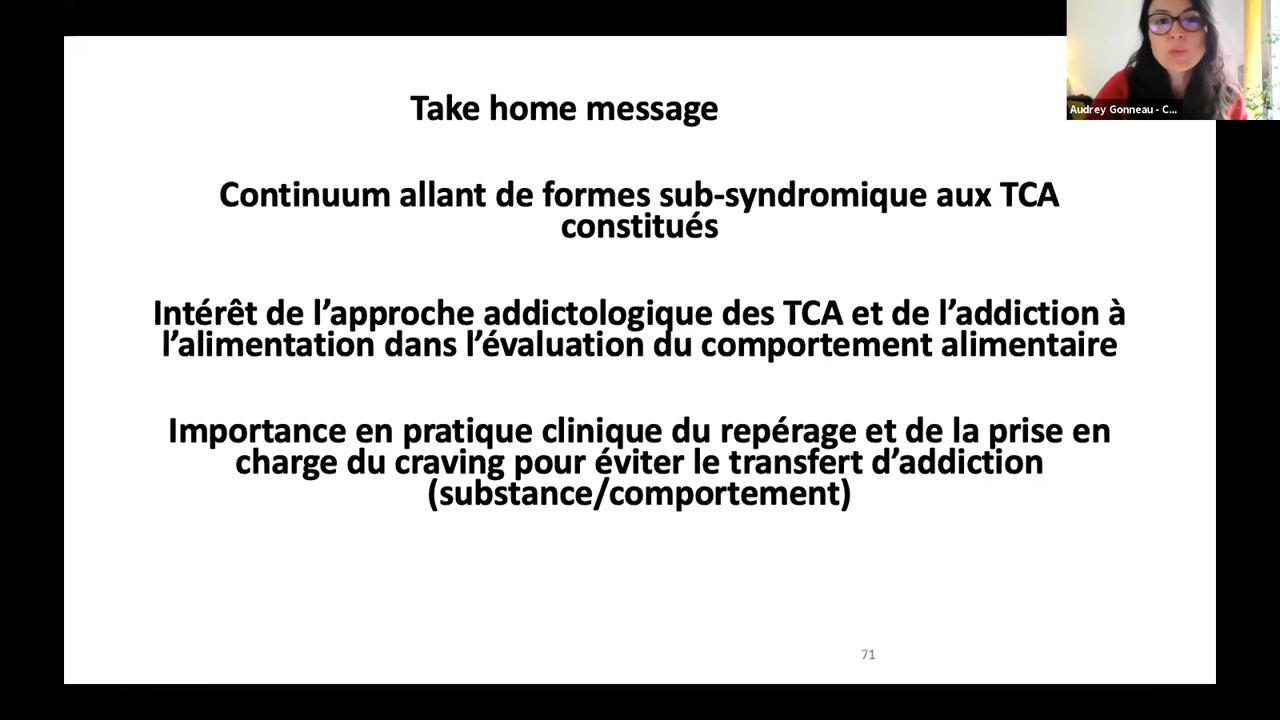 Take home message
Continuum allant de formes sub-syndromique aux TCA
constitués
Intérêt de l’approche addictologique des TCA et de l’addiction à
l’alimentation dans l’évaluation du comportement alimentaire
Importance en pratique clinique du repérage et de la prise en
charge du craving pour éviter le transfert d’addiction
(substance/comportement)
71
Audrey Gonneau - C...